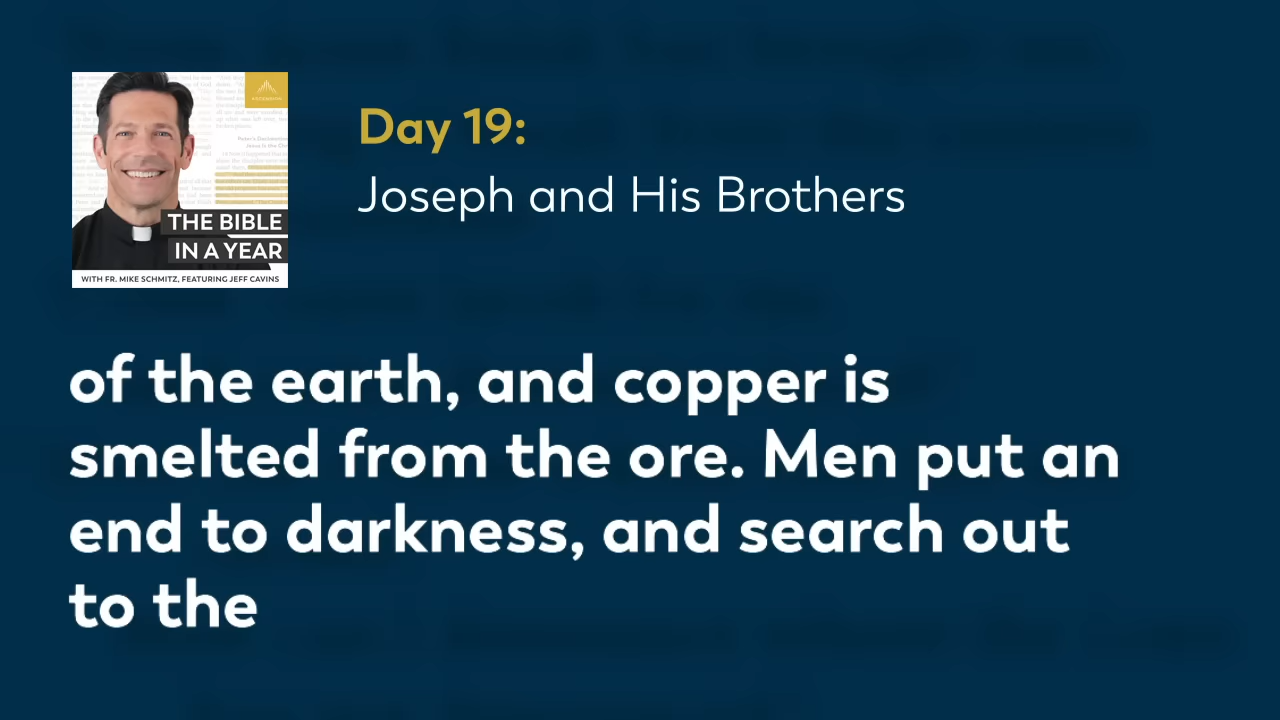 Day 19:
Joseph and His Brothers
THE BIBLE
IN A YEAR
WITH FR. MIKE SCHMITZ, FEATURING JEFF CAVINS
of the earth, and copper is
smelted from the ore. Men put an
end to darkness, and search out
to the